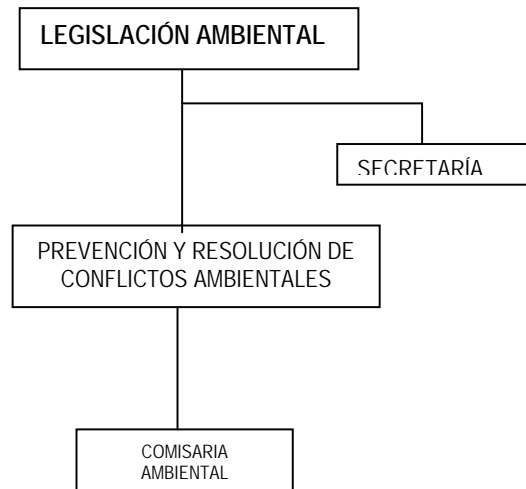 LEGISLACIÓN AMBIENTAL
SECRETARÍA
PREVENCIÓN Y RESOLUCIÓN DE
CONFLICTOS AMBIENTALES
COMISARIA
AMBIENTAL